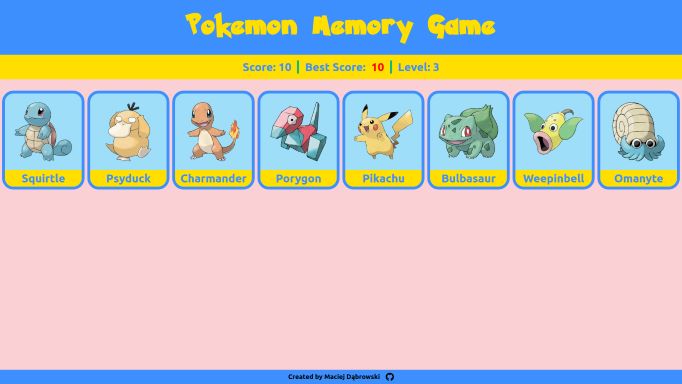 Pokemon Memory Game
Score: 10 | Best Score: 10 | Level: 3
Squirtle Psyduck Charmander Porygon Pikachu Bulbasaur Weepinbell Omanyte
Created by Maciej Dąbrowski